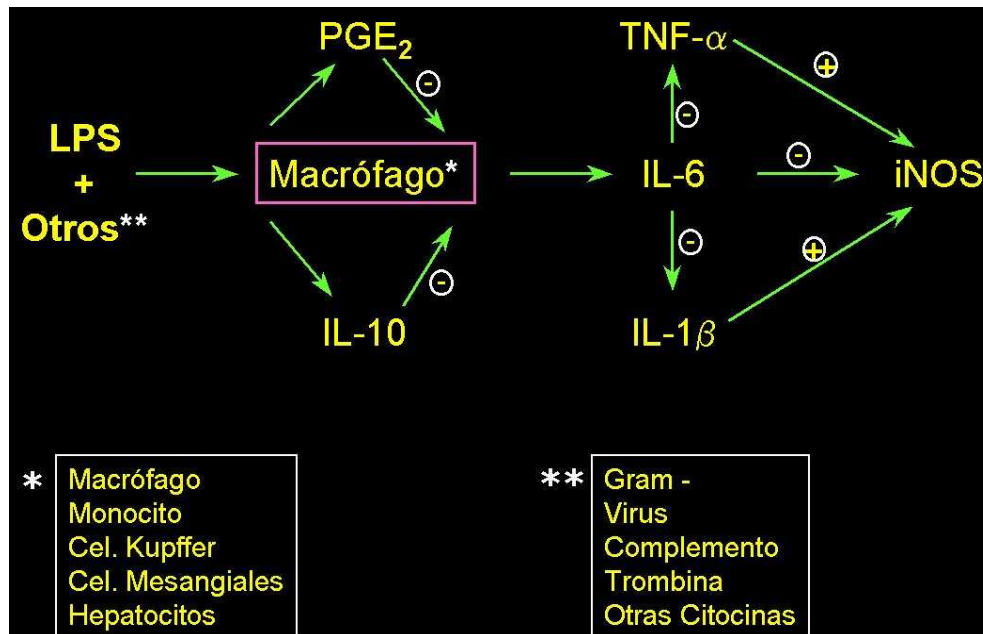 PGE2
TNF-α
-
+
LPS
+
Otros**
Macrófago*
-
IL-6
-
iNOS
-
-
+
IL-10
IL-1β
*
Macrófago
Monocito
Cel. Kupffer
Cel. Mesangiales
Hepatocitos
**
Gram -
Virus
Complemento
Trombina
Otras Citocinas